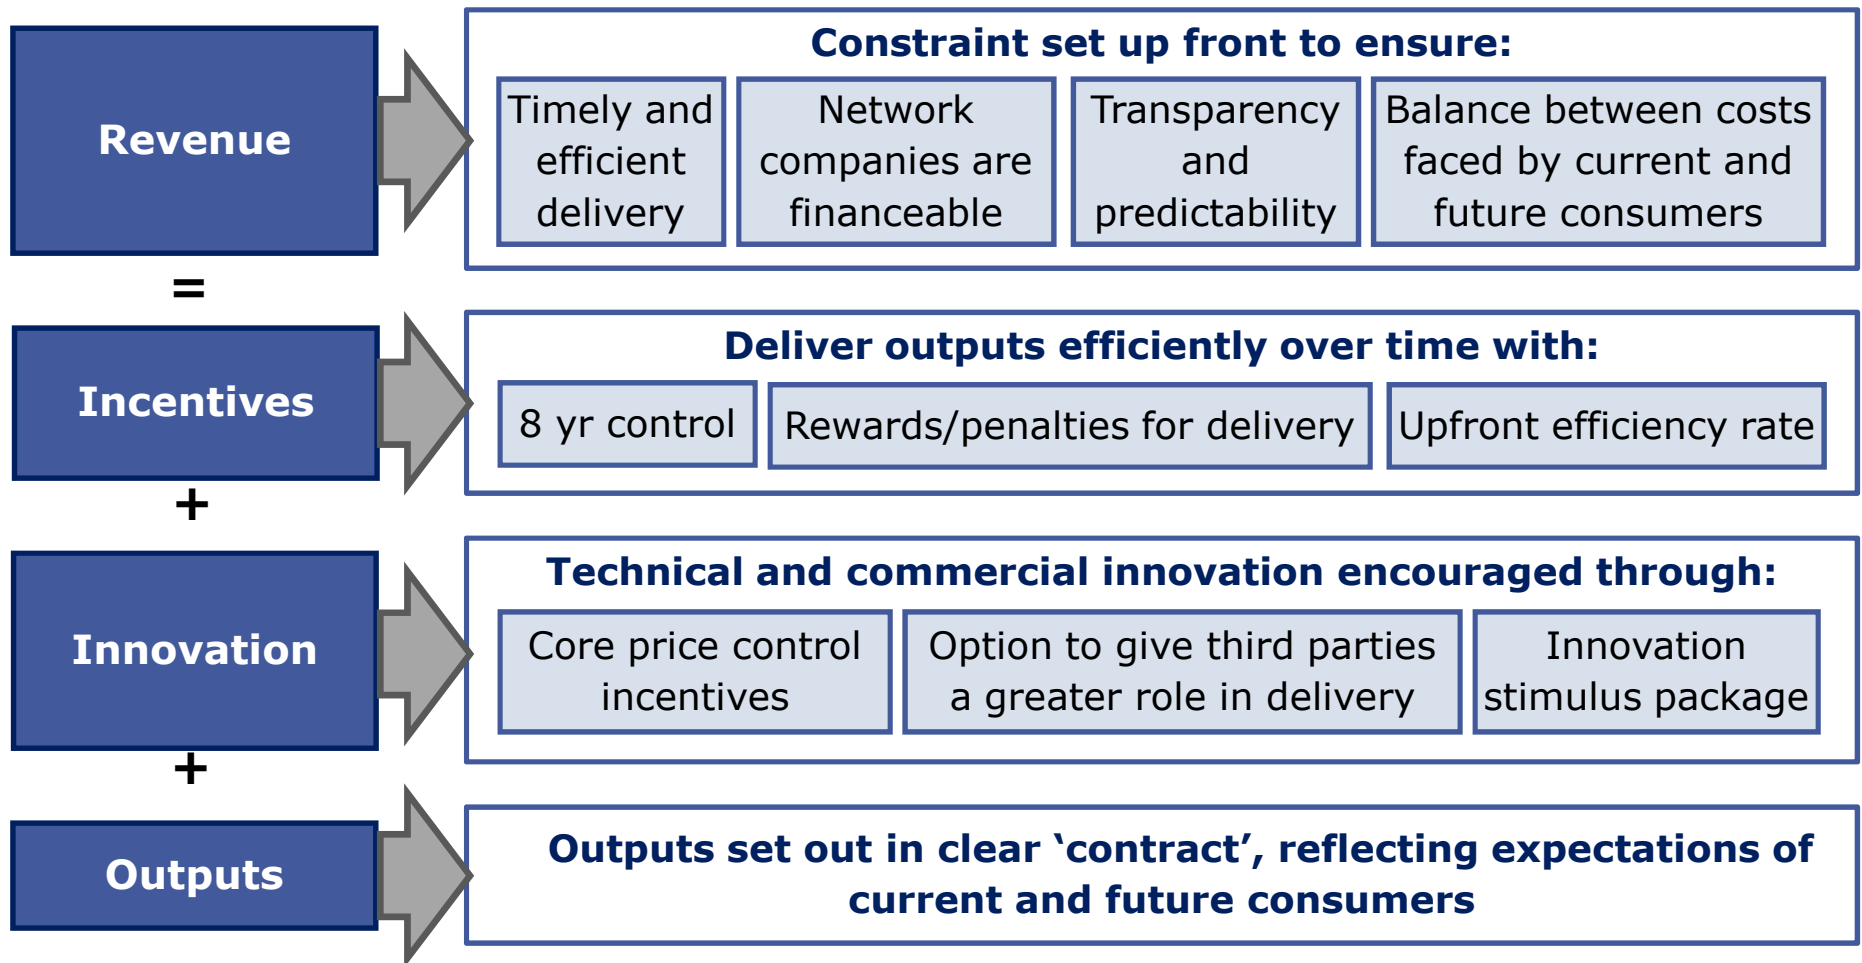 Revenue
Constraint set up front to ensure:
Timely and
efficient
delivery
Network
companies are
financeable
Transparency
and
predictability
Balance between costs
faced by current and
future consumers
=
Incentives
Deliver outputs efficiently over time with:
8 yr control
Rewards/penalties for delivery
Upfront efficiency rate
+
Innovation
Technical and commercial innovation encouraged through:
Core price control
incentives
Option to give third parties
a greater role in delivery
Innovation
stimulus package
+
Outputs
Outputs set out in clear ‘contract’, reflecting expectations of
current and future consumers